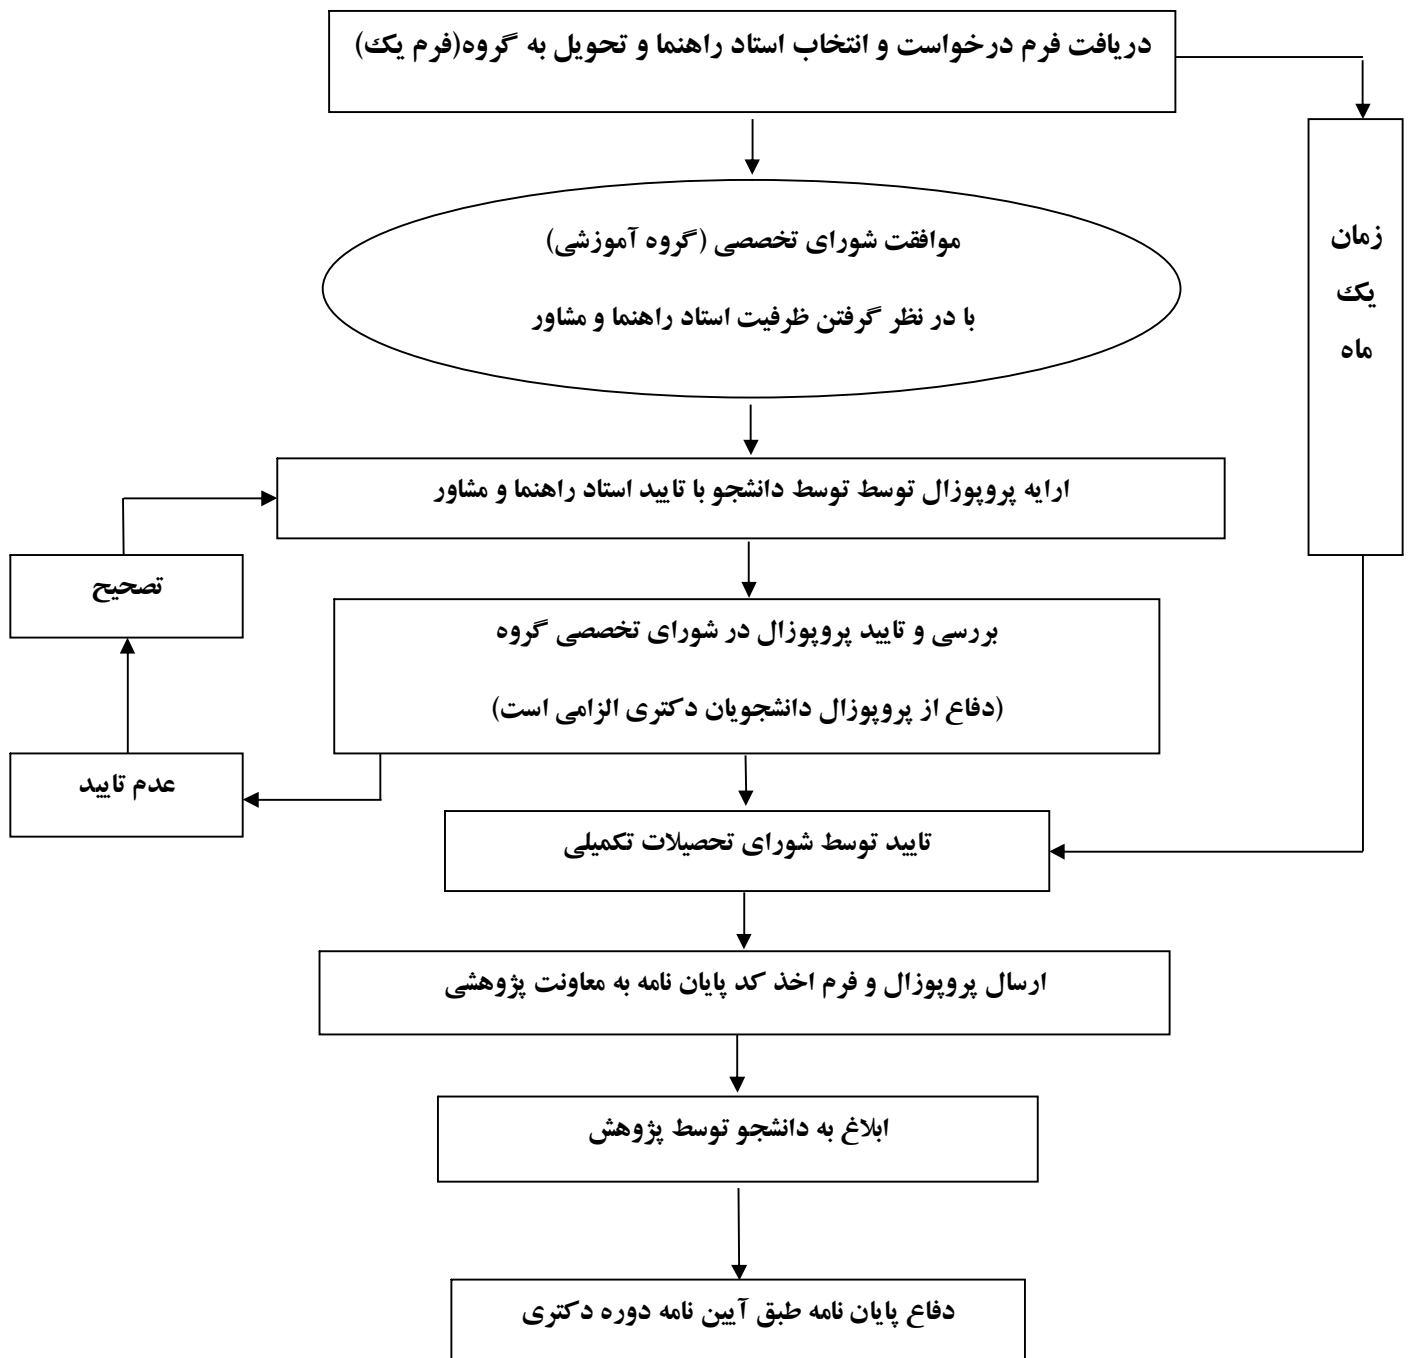 دریافت فرم درخواست و انتخاب استاد راهنما و تحویل به گروه(فرم یک)
زمان
یک
ماه
موافقت شورای تخصصی (گروه آموزشی)
با در نظر گرفتن ظرفیت استاد راهنما و مشاور
ارایه پروپوزال توسط توسط دانشجو با تایید استاد راهنما و مشاور
تصحیح
بررسی و تایید پروپوزال در شورای تخصصی گروه
(دفاع از پروپوزال دانشجویان دکتری الزامی است)
عدم تایید
تایید توسط شورای تحصیلات تکمیلی
ارسال پروپوزال و فرم اخذ کد پایان نامه به معاونت پژوهشی
ابلاغ به دانشجو توسط پژوهش
دفاع پایان نامه طبق آیین نامه دوره دکتری